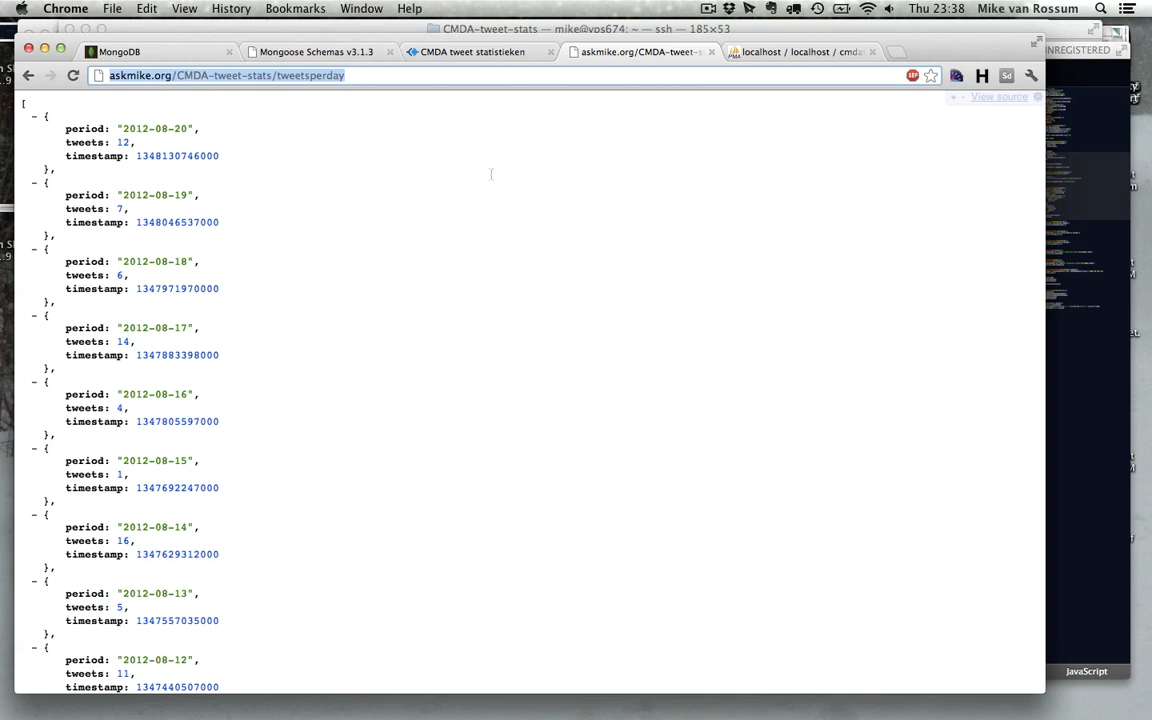 Chrome File Edit View History Bookmarks Window Help Thu 23:38 Mike van Rossum
CMDA-tweet-stats — mike@vps674: ~ — ssh — 185×53
MongoDB Mongoose Schemas v3.1.3 CMDA tweet statistieken askmike.org/CMDA-tweet-s localhost / localhost / cmda
UNREGISTERED
askmike.org/CMDA-tweet-stats/tweetsperday ABP H Sd
+ - View source
[
- {
period: "2012-08-20",
tweets: 12,
timestamp: 1348130746000
},
- {
period: "2012-08-19",
tweets: 7,
timestamp: 1348046537000
},
- {
period: "2012-08-18",
tweets: 6,
timestamp: 1347971970000
},
- {
period: "2012-08-17",
tweets: 14,
timestamp: 1347883398000
},
- {
period: "2012-08-16",
tweets: 4,
timestamp: 1347805597000
},
- {
period: "2012-08-15",
tweets: 1,
timestamp: 1347692247000
},
- {
period: "2012-08-14",
tweets: 16,
timestamp: 1347629312000
},
- {
period: "2012-08-13",
tweets: 5,
timestamp: 1347557035000
},
- {
period: "2012-08-12",
tweets: 11,
timestamp: 1347440507000
JavaScript